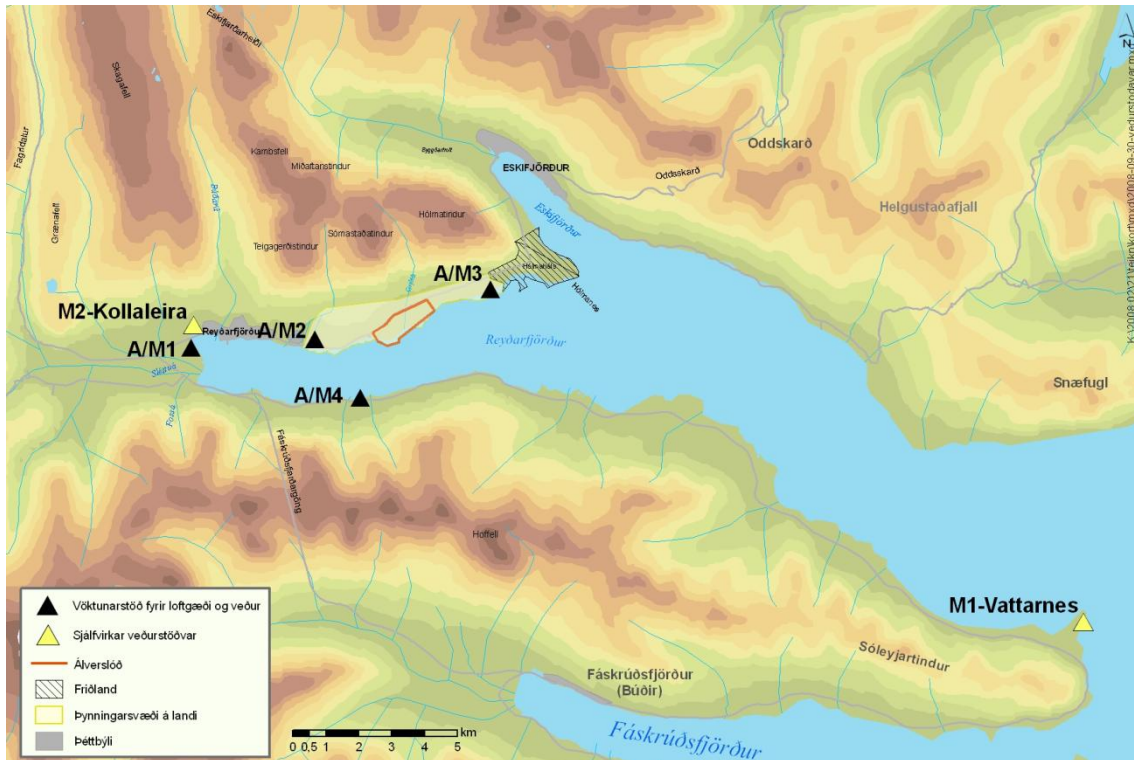 Eskifjarðarheiði
Skagafell
Fagridalur
Grænafell
Kambsfell
Miðaftanstindur
Hólmatindur
Sómastaðatindur
Teigagerðistindur
ESKIFJÖRÐUR
Eskifjörður
Oddsskarð
Oddskarð
Helgustaðafjall
Hólmanes
A/M3
M2-Kollaleira
Reyðarfjörður
A/M2
A/M1
Reyðarfjörður
A/M4
Snæfugl
Fáskrúðsfjarðargöng
Hoffell
M1-Vattarnes
Sóleyjartindur
Fáskrúðsfjörður
(Búðir)
Fáskrúðsfjörður
N
Vöktunarstöð fyrir loftgæði og veður
Sjálfvirkar veðurstöðvar
Álverslóð
Friðland
Þynningarsvæði á landi
Þéttbýli
km
0 0,5 1 2 3 4 5